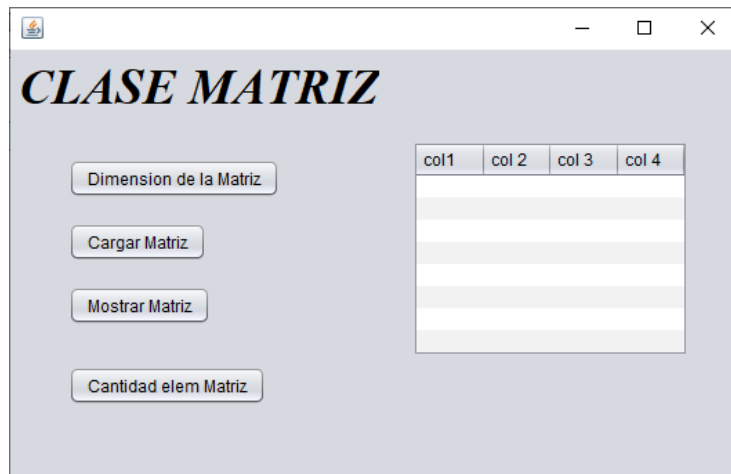 CLASE MATRIZ
col1 col 2 col 3 col 4
Dimension de la Matriz
Cargar Matriz
Mostrar Matriz
Cantidad elem Matriz